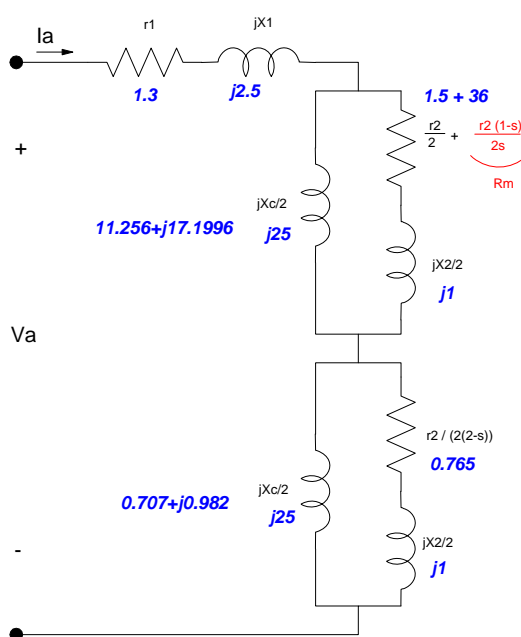 Ia
r1
jX1
1.3
j2.5
1.5 + 36
r2
2
+
r2 (1-s)
2s
Rm
+
jXc/2
11.256+j17.1996
j25
jX2/2
j1
Va
r2 / (2(2-s))
0.765
jXc/2
0.707+j0.982
j25
jX2/2
j1
-